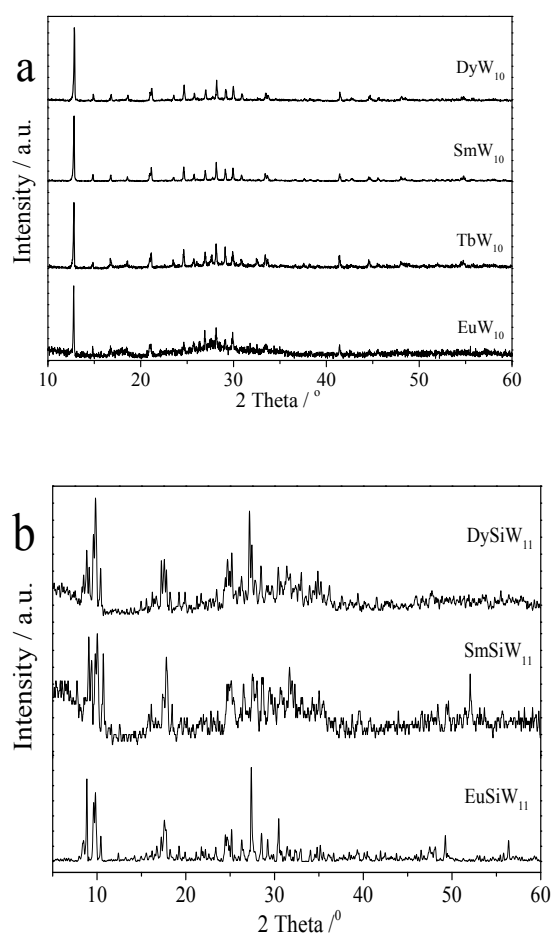 a
DyW₁₀
SmW₁₀
TbW₁₀
EuW₁₀
Intensity / a.u.
10 20 30 40 50 60
2 Theta / °
b
DySiW₁₁
SmSiW₁₁
EuSiW₁₁
Intensity / a.u.
10 20 30 40 50 60
2 Theta /⁰